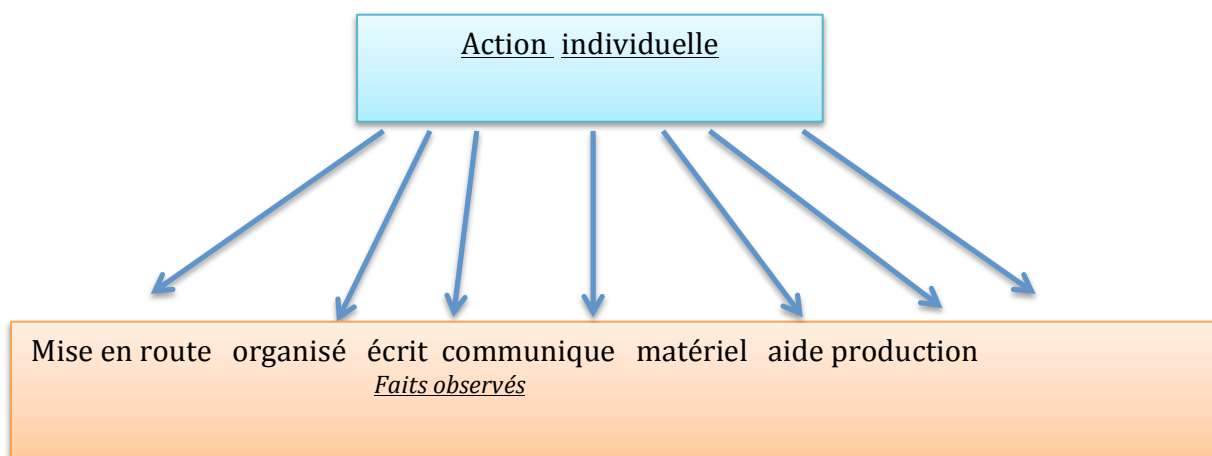 Action individuelle
Mise en route organisé écrit communique matériel aide production
Faits observés